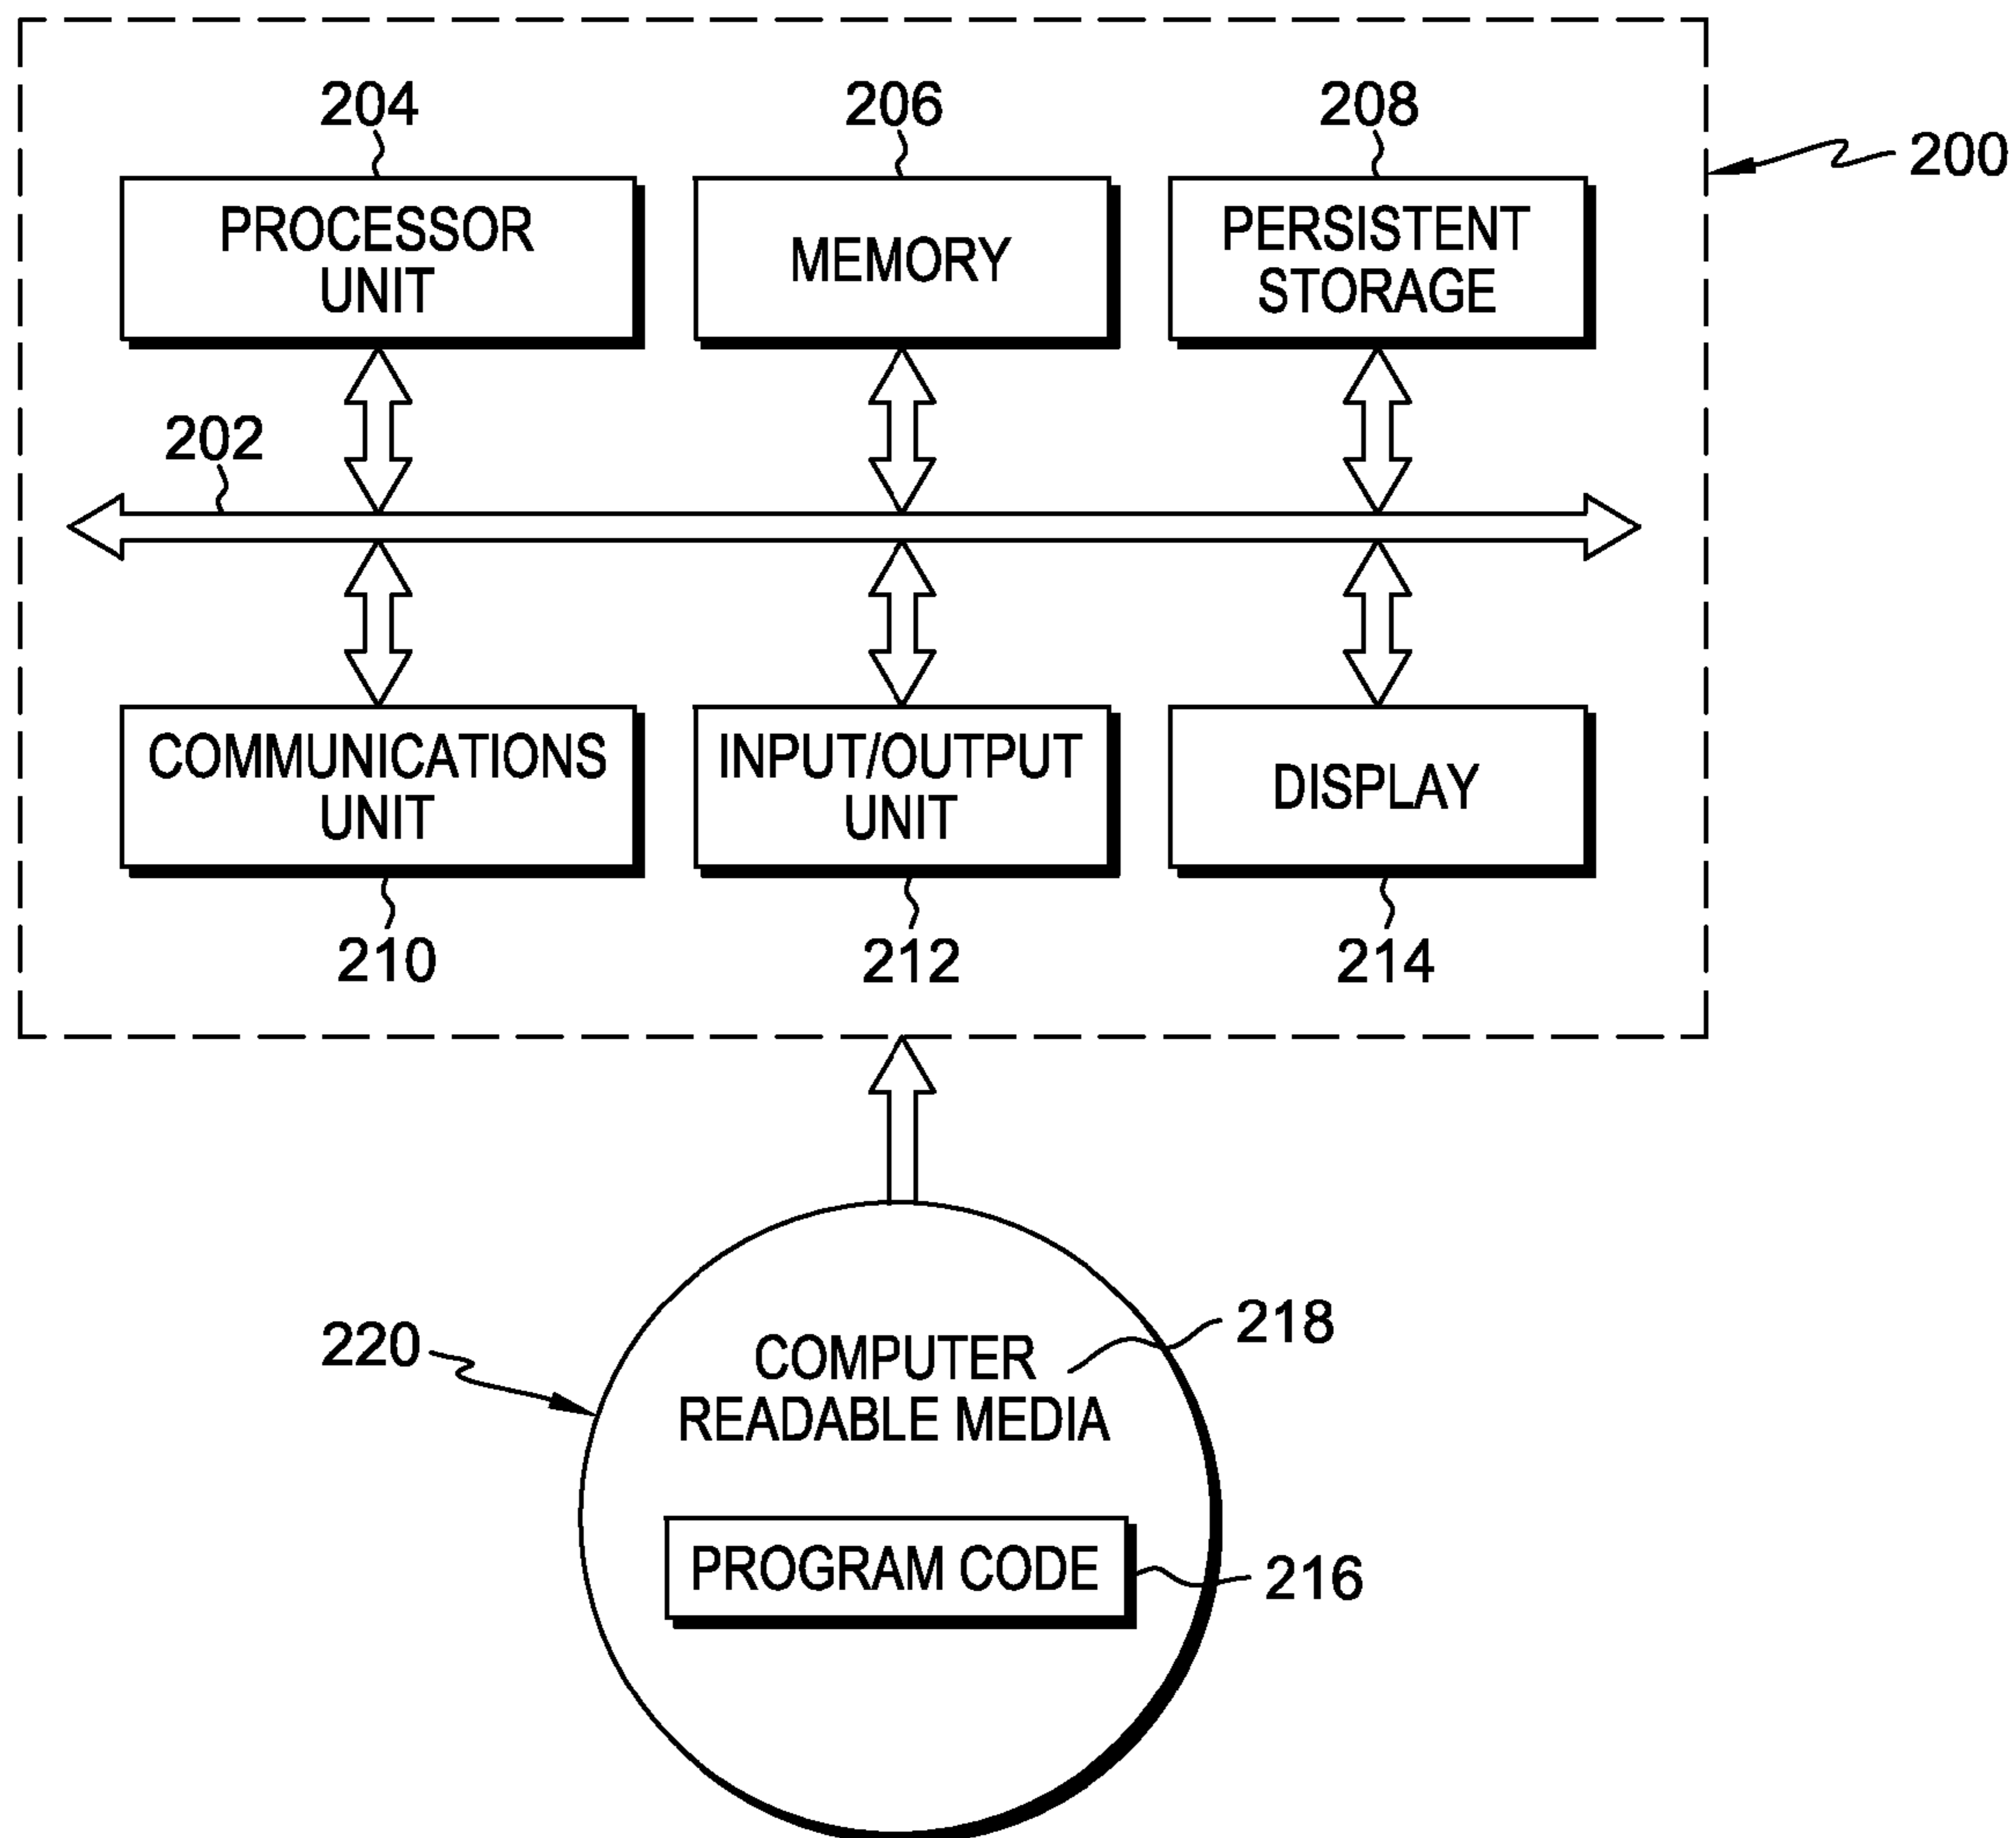 204
206
208
200
PROCESSOR
UNIT
MEMORY
PERSISTENT
STORAGE
202
COMMUNICATIONS
UNIT
INPUT/OUTPUT
UNIT
DISPLAY
210
212
214
220
COMPUTER
READABLE MEDIA
218
PROGRAM CODE
216